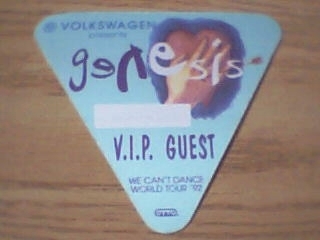 VOLKSWAGEN
presents
genesis
V.I.P. GUEST
WE CAN'T DANCE
WORLD TOUR '92